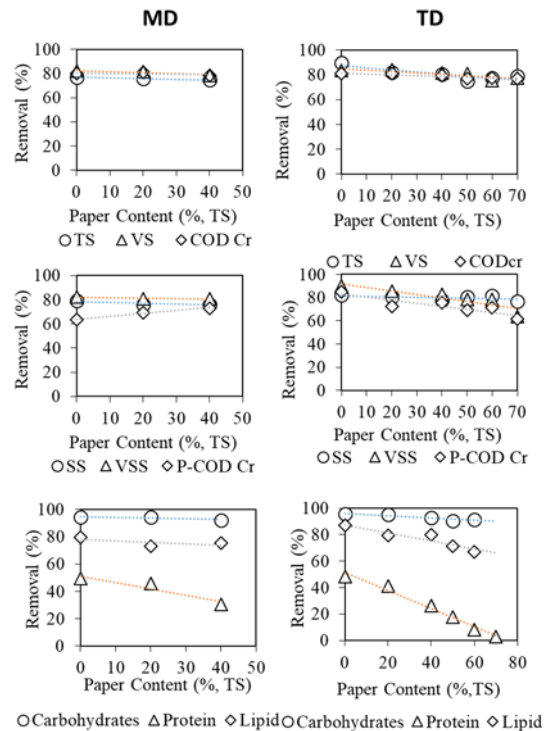 MD TD
100
80
60
40
20
0
Removal (%)
0 10 20 30 40 50
Paper Content (%, TS)
TS VS COD Cr
100
80
60
40
20
0
Removal (%)
0 10 20 30 40 50 60 70
Paper Content (%, TS)
TS VS CODcr
100
80
60
40
20
0
Removal (%)
0 10 20 30 40 50
Paper Content (%, TS)
SS VSS P-COD Cr
100
80
60
40
20
0
Removal (%)
0 10 20 30 40 50 60 70
Paper Content (%, TS)
SS VSS P-COD Cr
100
80
60
40
20
0
Removal (%)
0 10 20 30 40 50
Paper Content (%, TS)
Carbohydrates Protein Lipid
100
80
60
40
20
0
Removal (%)
0 20 40 60 80
Paper Content (%,TS)
Carbohydrates Protein Lipid